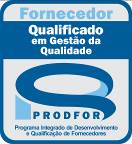 Fornecedor
Qualificado
em Gestão da
Qualidade
PRODFOR
Programa Integrado de Desenvolvimento
e Qualificação de Fornecedores